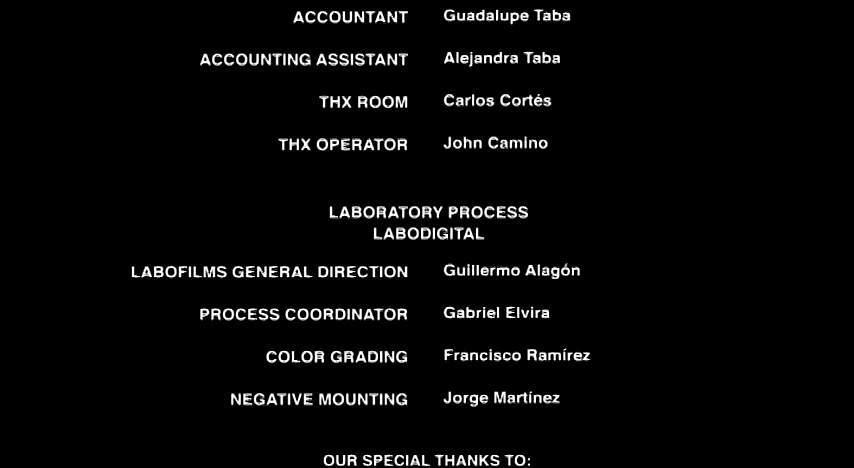 ACCOUNTANT Guadalupe Taba
ACCOUNTING ASSISTANT Alejandra Taba
THX ROOM Carlos Cortés
THX OPERATOR John Camino
LABORATORY PROCESS
LABODIGITAL
LABOFILMS GENERAL DIRECTION Guillermo Alagón
PROCESS COORDINATOR Gabriel Elvira
COLOR GRADING Francisco Ramírez
NEGATIVE MOUNTING Jorge Martínez
OUR SPECIAL THANKS TO: